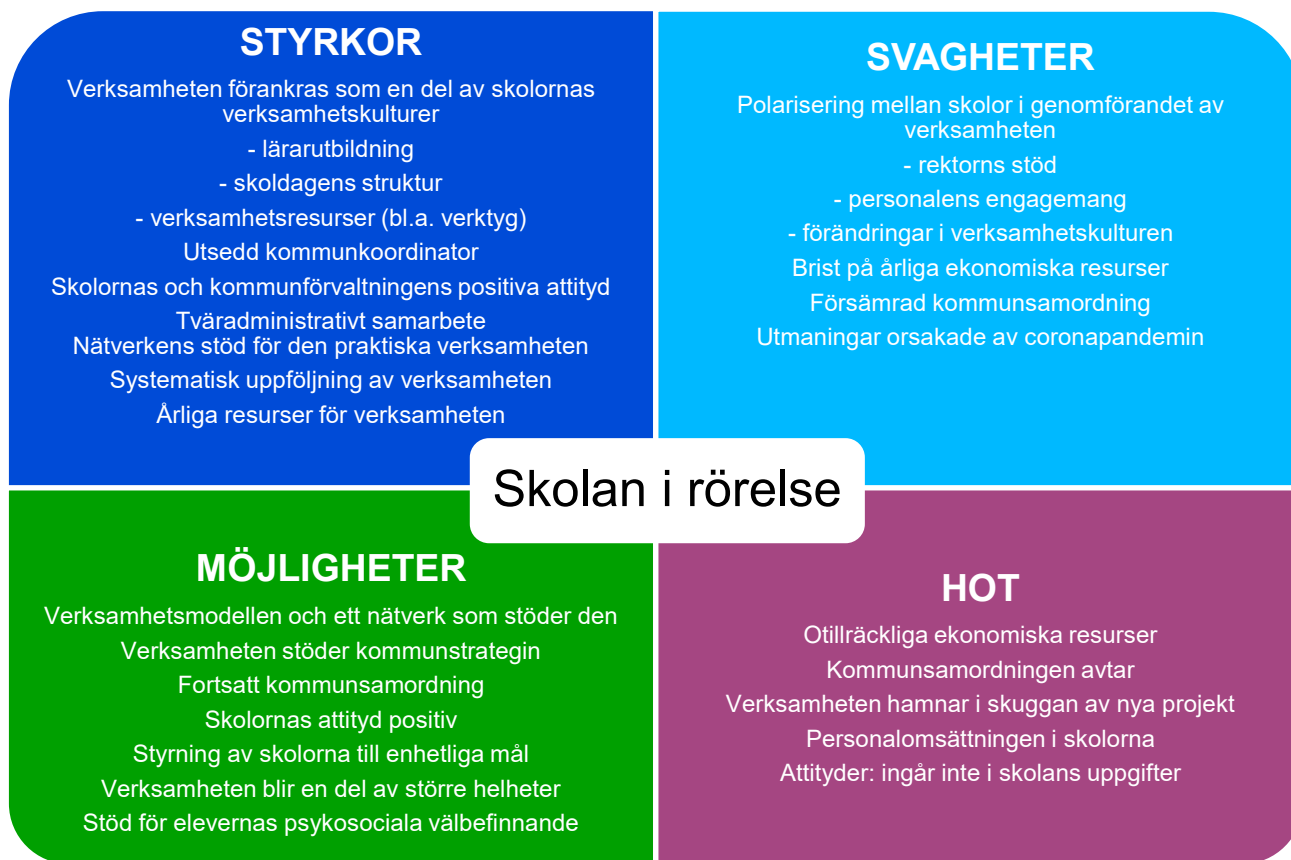 STYRKOR
Verksamheten förankras som en del av skolornas
verksamhetskulturer
- lärarutbildning
- skoldagens struktur
- verksamhetsresurser (bl.a. verktyg)
Utsedd kommunkoordinator
Skolornas och kommunförvaltningens positiva attityd
Tväradministrativt samarbete
Nätverkens stöd för den praktiska verksamheten
Systematisk uppföljning av verksamheten
Årliga resurser för verksamheten
SVAGHETER
Polarisering mellan skolor i genomförandet av
verksamheten
- rektorns stöd
- personalens engagemang
- förändringar i verksamhetskulturen
Brist på årliga ekonomiska resurser
Försämrad kommunsamordning
Utmaningar orsakade av coronapandemin
Skolan i rörelse
MÖJLIGHETER
Verksamhetsmodellen och ett nätverk som stöder den
Verksamheten stöder kommunstrategin
Fortsatt kommunsamordning
Skolornas attityd positiv
Styrning av skolorna till enhetliga mål
Verksamheten blir en del av större helheter
Stöd för elevernas psykosociala välbefinnande
HOT
Otillräckliga ekonomiska resurser
Kommunsamordningen avtar
Verksamheten hamnar i skuggan av nya projekt
Personalomsättningen i skolorna
Attityder: ingår inte i skolans uppgifter